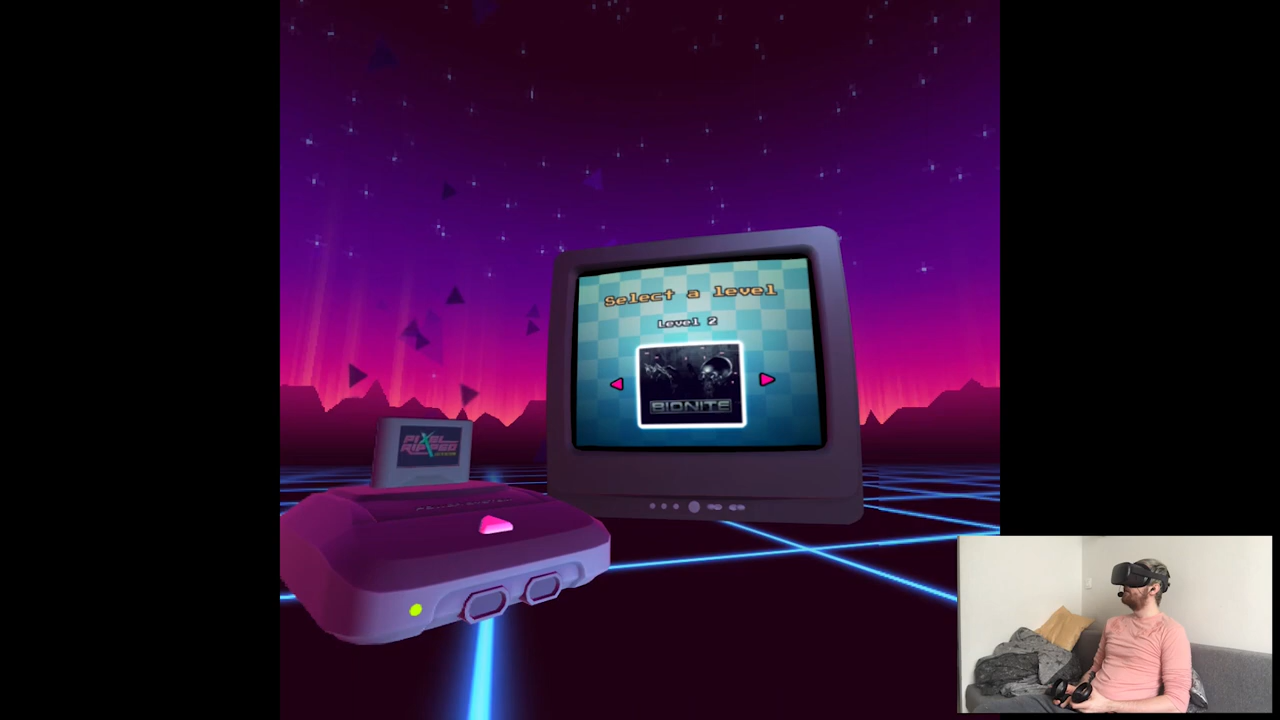 Select a level
Level 2
BIONITE
PIXEL
RIPPED